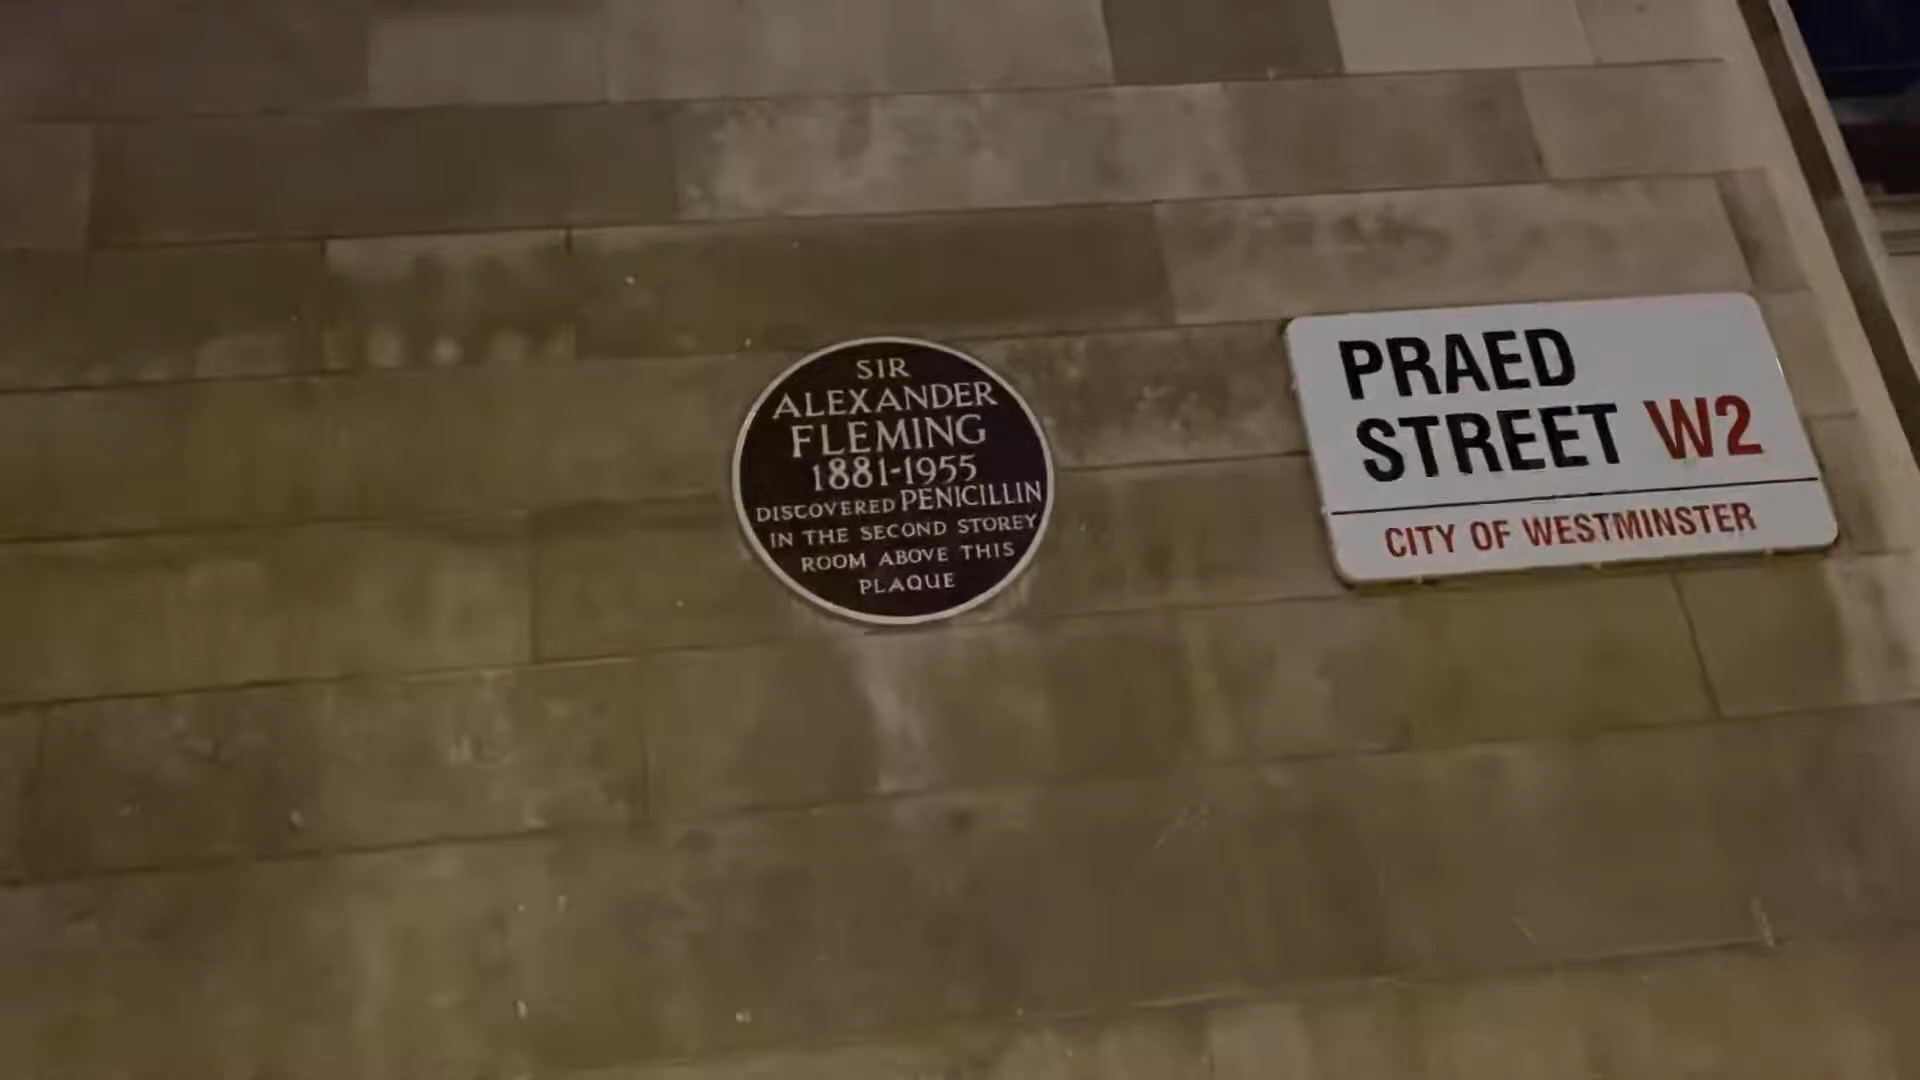 SIR
ALEXANDER
FLEMING
1881-1955
DISCOVERED PENICILLIN
IN THE SECOND STOREY
ROOM ABOVE THIS
PLAQUE
PRAED
STREET W2
CITY OF WESTMINSTER